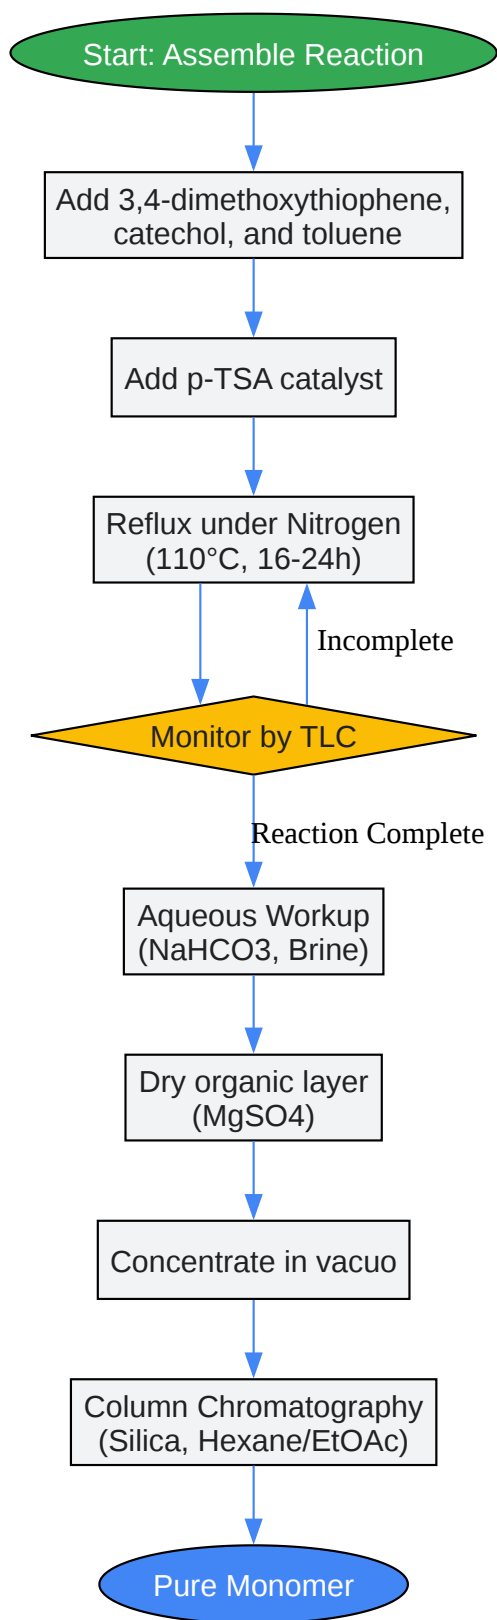 Start: Assemble Reaction
Add 3,4-dimethoxythiophene,
catechol, and toluene
Add p-TSA catalyst
Reflux under Nitrogen
(110°C, 16-24h)
Incomplete
Monitor by TLC
Reaction Complete
Aqueous Workup
(NaHCO3, Brine)
Dry organic layer
(MgSO4)
Concentrate in vacuo
Column Chromatography
(Silica, Hexane/EtOAc)
Pure Monomer